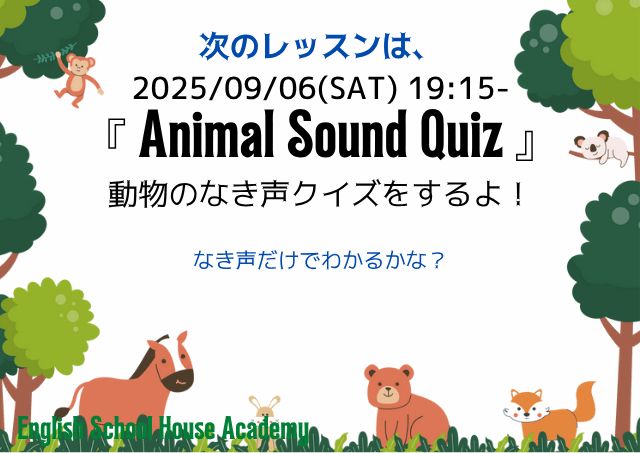 次のレッスンは、
2025/09/06(SAT) 19:15-
『 Animal Sound Quiz 』
動物のなき声クイズをするよ！
なき声だけでわかるかな？
English School House Academy